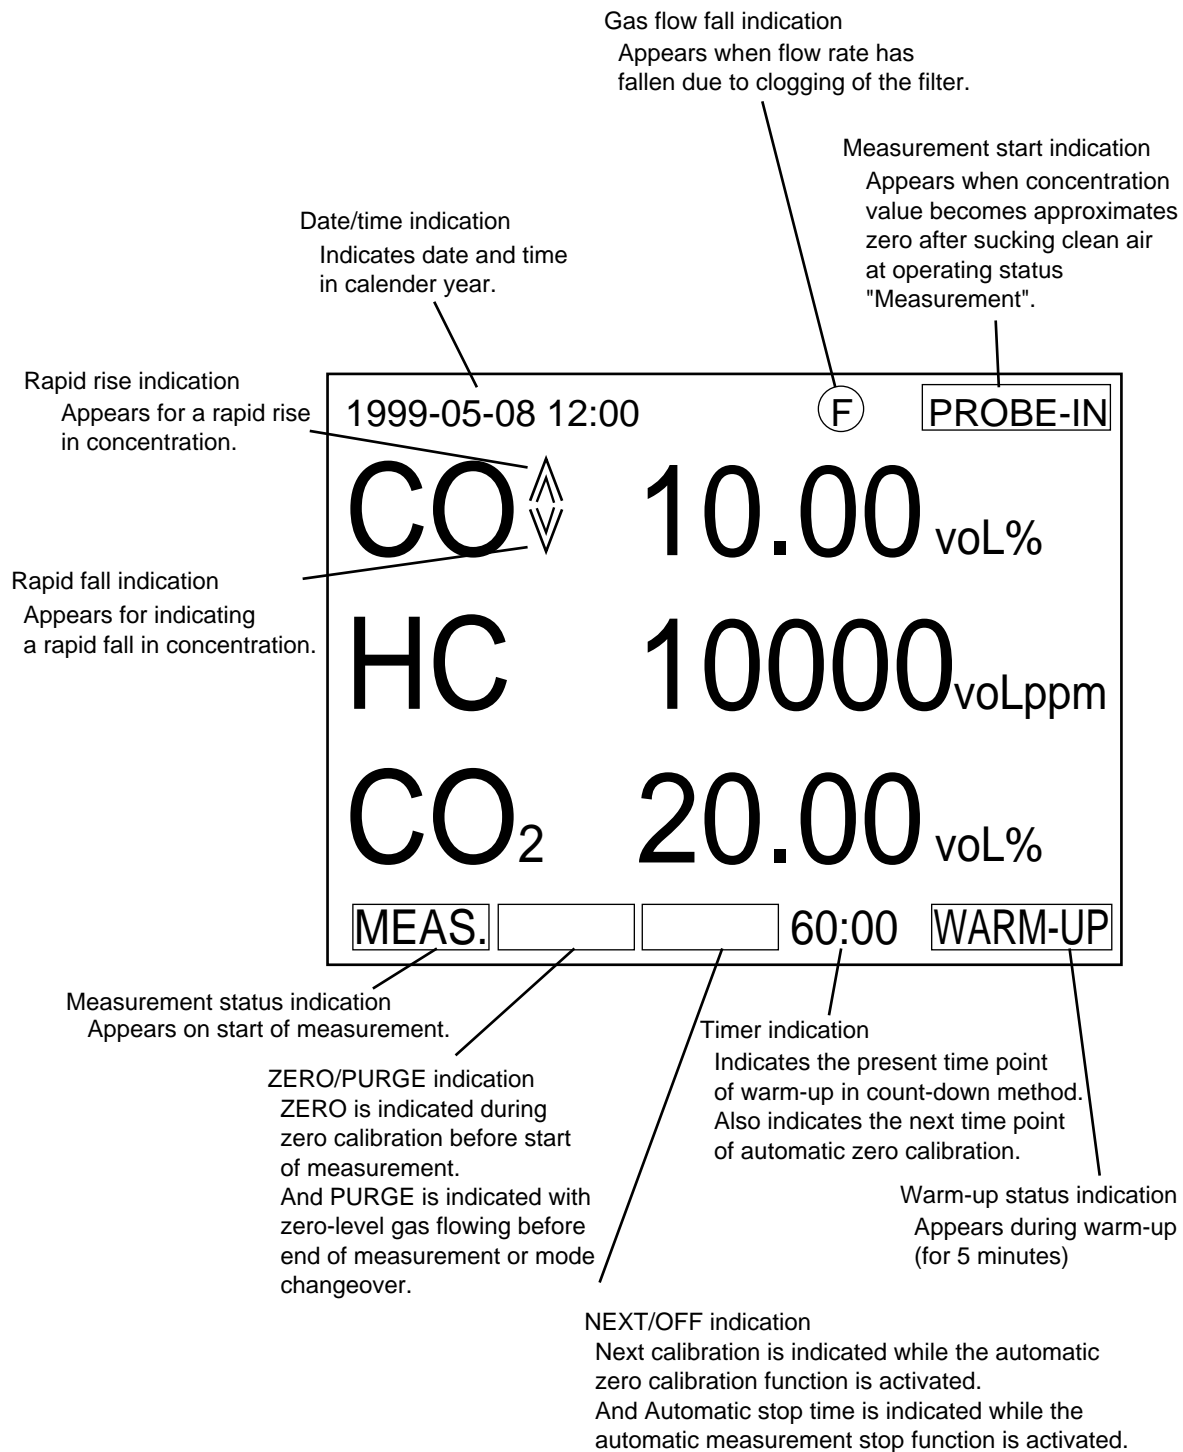 Gas flow fall indication
Appears when flow rate has
fallen due to clogging of the filter.
Measurement start indication
Appears when concentration
value becomes approximates
zero after sucking clean air
at operating status
"Measurement".
Date/time indication
Indicates date and time
in calender year.
Rapid rise indication
Appears for a rapid rise
in concentration.
Rapid fall indication
Appears for indicating
a rapid fall in concentration.
1999-05-08 12:00 F PROBE-IN
CO 10.00 voL%
HC 10000 voLppm
CO2 20.00 voL%
MEAS. 60:00 WARM-UP
Measurement status indication
Appears on start of measurement.
ZERO/PURGE indication
ZERO is indicated during
zero calibration before start
of measurement.
And PURGE is indicated with
zero-level gas flowing before
end of measurement or mode
changeover.
Timer indication
Indicates the present time point
of warm-up in count-down method.
Also indicates the next time point
of automatic zero calibration.
Warm-up status indication
Appears during warm-up
(for 5 minutes)
NEXT/OFF indication
Next calibration is indicated while the automatic
zero calibration function is activated.
And Automatic stop time is indicated while the
automatic measurement stop function is activated.